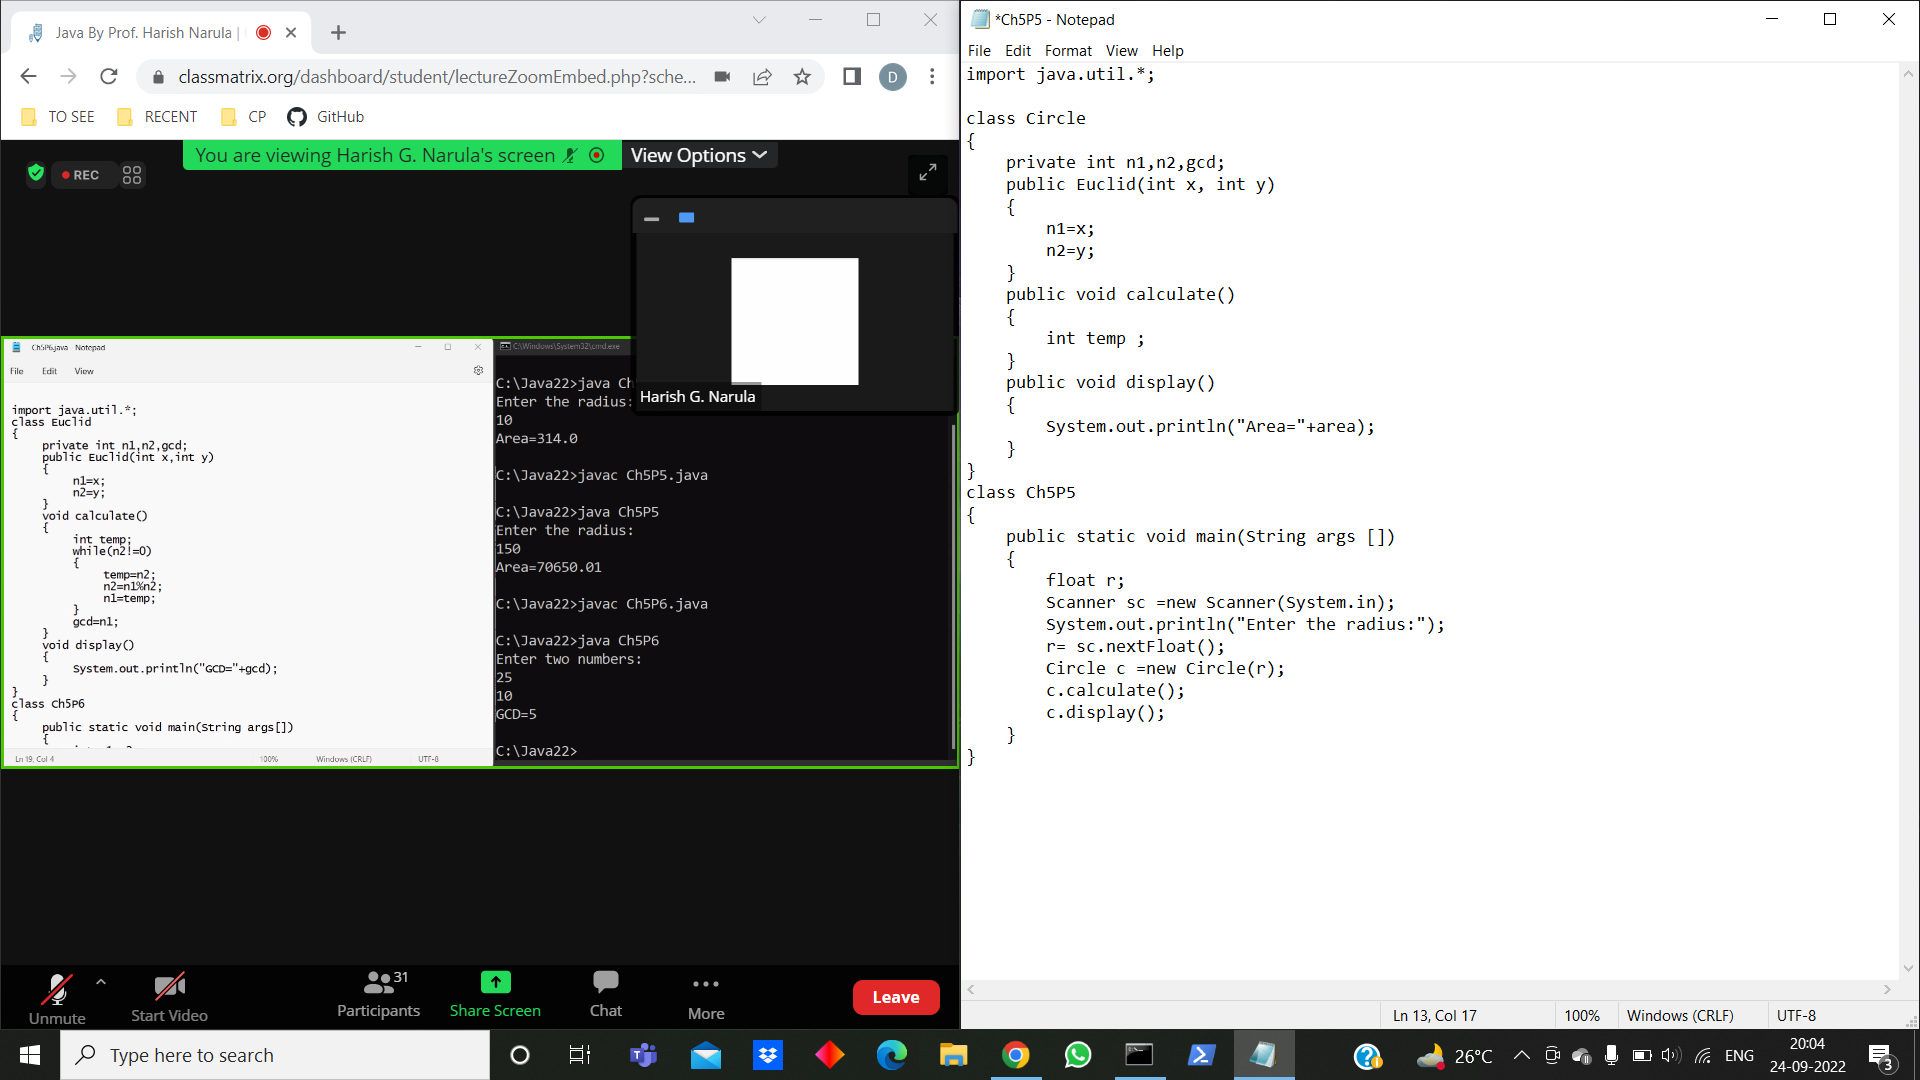 Java By Prof. Harish Narula |
classmatrix.org/dashboard/student/lectureZoomEmbed.php?sche...
D
TO SEE
RECENT
CP
GitHub
You are viewing Harish G. Narula's screen
View Options
REC
Harish G. Narula
Ch5P6.java - Notepad
File Edit View
import java.util.*;
class Euclid
{
private int n1,n2,gcd;
public Euclid(int x,int y)
{
n1=x;
n2=y;
}
void calculate()
{
int temp;
while(n2!=0)
{
temp=n2;
n2=n1%n2;
n1=temp;
}
gcd=n1;
}
void display()
{
System.out.println("GCD="+gcd);
}
}
class Ch5P6
{
public static void main(String args[])
{
Ln 19, Col 4
100%
Windows (CRLF)
UTF-8
C:\Windows\System32\cmd.exe
C:\Java22>java Ch
Enter the radius:
10
Area=314.0
C:\Java22>javac Ch5P5.java
C:\Java22>java Ch5P5
Enter the radius:
150
Area=70650.01
C:\Java22>javac Ch5P6.java
C:\Java22>java Ch5P6
Enter two numbers:
25
10
GCD=5
C:\Java22>
Unmute
Start Video
31
Participants
Share Screen
Chat
More
Leave
*Ch5P5 - Notepad
File Edit Format View Help
import java.util.*;
class Circle
{
private int n1,n2,gcd;
public Euclid(int x, int y)
{
n1=x;
n2=y;
}
public void calculate()
{
int temp ;
}
public void display()
{
System.out.println("Area="+area);
}
}
class Ch5P5
{
public static void main(String args [])
{
float r;
Scanner sc =new Scanner(System.in);
System.out.println("Enter the radius:");
r= sc.nextFloat();
Circle c =new Circle(r);
c.calculate();
c.display();
}
}
Ln 13, Col 17
100%
Windows (CRLF)
UTF-8
Type here to search
26°C
ENG
20:04
24-09-2022
3